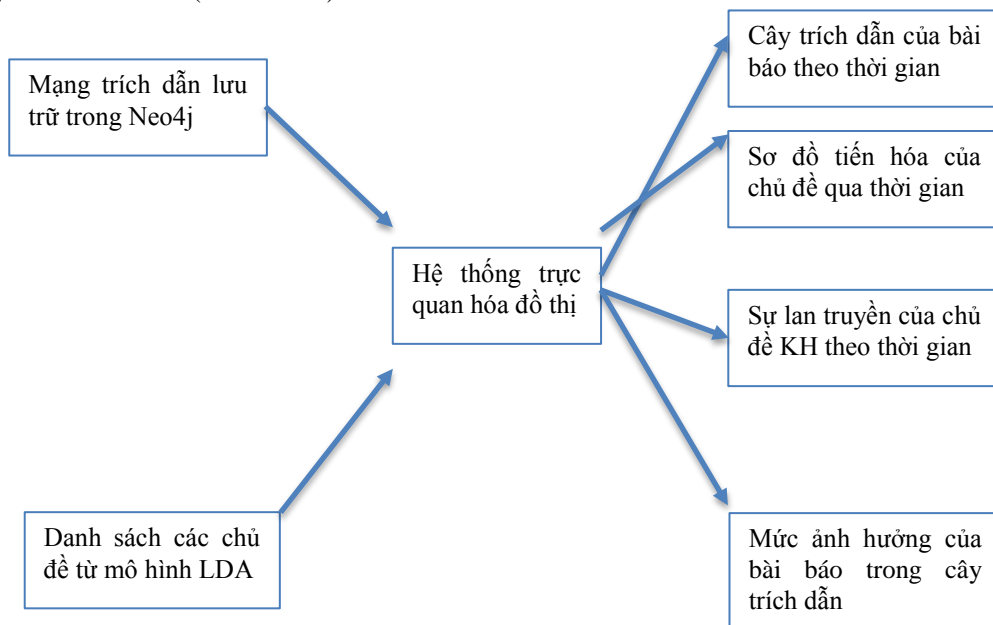 Mạng trích dẫn lưu
trữ trong Neo4j
Danh sách các chủ
đề từ mô hình LDA
Hệ thống trực
quan hóa đồ thị
Cây trích dẫn của bài
báo theo thời gian
Sơ đồ tiến hóa của
chủ đề qua thời gian
Sự lan truyền của chủ
đề KH theo thời gian
Mức ảnh hưởng của
bài báo trong cây
trích dẫn